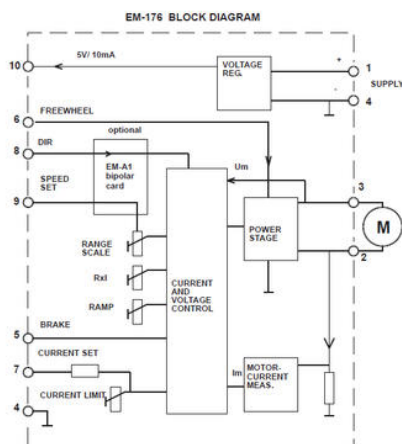 EM-176 BLOCK DIAGRAM
10
5V/ 10mA
VOLTAGE
REG.
+
1
SUPPLY
-
4
6
FREEWHEEL
optional
8
DIR
EM-A1
bipolar
card
SPEED
SET
9
Um
3
M
2
POWER
STAGE
RANGE
SCALE
RxI
RAMP
CURRENT
AND
VOLTAGE
CONTROL
5
BRAKE
CURRENT SET
7
CURRENT LIMIT
4
Im
MOTOR-
CURRENT
MEAS.